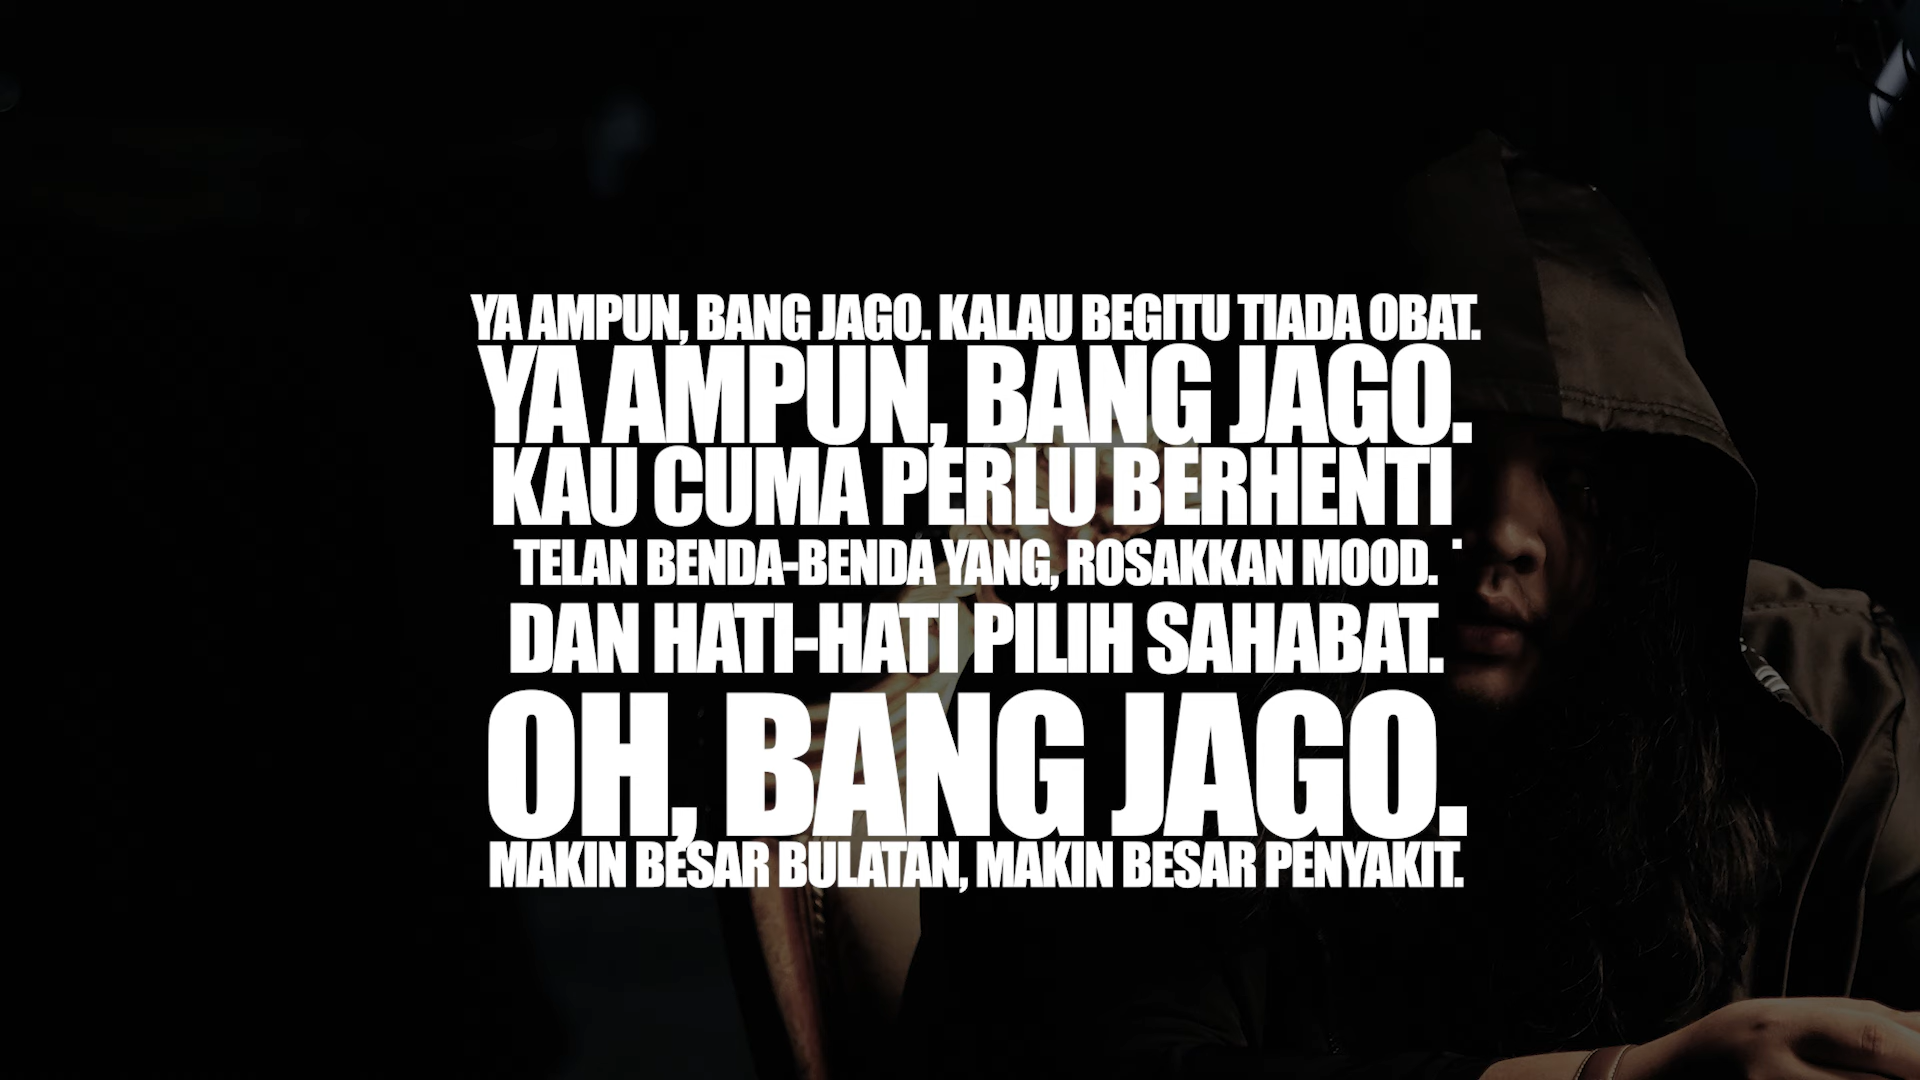 YA AMPUN, BANG JAGO. KALAU BEGITU TIADA OBAT.
YA AMPUN, BANG JAGO.
KAU CUMA PERLU BERHENTI
TELAN BENDA-BENDA YANG, ROSAKKAN MOOD.
DAN HATI-HATI PILIH SAHABAT.
OH, BANG JAGO.
MAKIN BESAR BULATAN, MAKIN BESAR PENYAKIT.